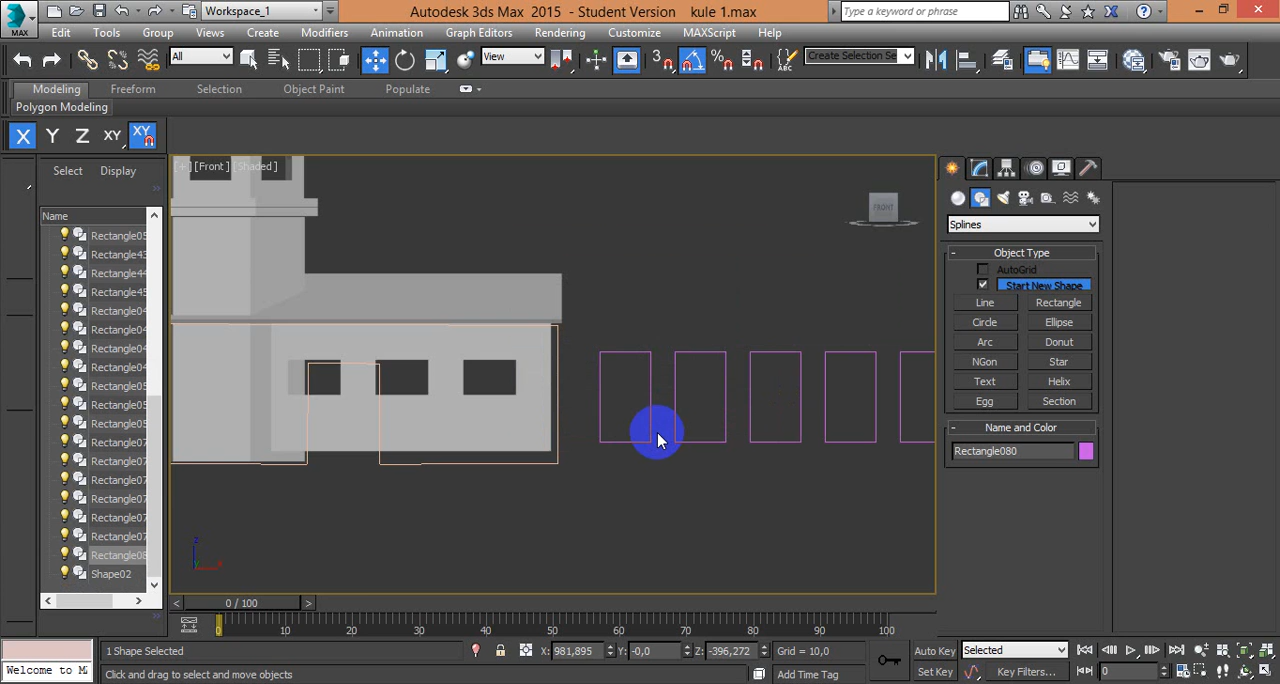 MAX
Workspace_1
Autodesk 3ds Max 2015 - Student Version kule 1.max
Type a keyword or phrase
Edit Tools Group Views Create Modifiers Animation Graph Editors Rendering Customize MAXScript Help
All
View
3
Create Selection Se
Modeling Freeform Selection Object Paint Populate
Polygon Modeling
X Y Z XY XY
Select Display
Name
[+] [Front] [Shaded]
FRONT
Splines
Rectangle05
Rectangle43
Rectangle44
Rectangle45
Rectangle04
Rectangle04
Rectangle04
Rectangle04
Rectangle05
Rectangle05
Rectangle05
Rectangle07
Rectangle07
Rectangle07
Rectangle07
Rectangle07
Rectangle07
Rectangle08
Shape02
- Object Type
AutoGrid
Start New Shape
Line Rectangle
Circle Ellipse
Arc Donut
NGon Star
Text Helix
Egg Section
- Name and Color
Rectangle080
z
x
< 0 / 100 >
0 10 20 30 40 50 60 70 80 90 100
1 Shape Selected
X: 981,895 Y: -0,0 Z: -396,272 Grid = 10,0
Auto Key Selected
Welcome to M
Click and drag to select and move objects
Add Time Tag
Set Key Key Filters... 0